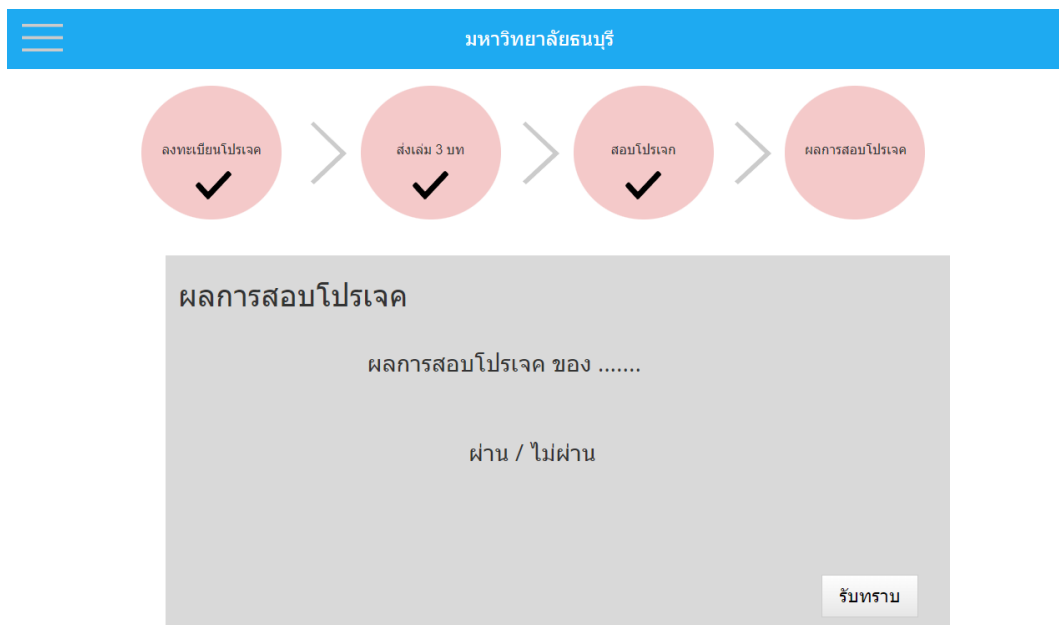 มหาวิทยาลัยธนบุรี
ลงทะเบียนโปรเจค
ส่งเล่ม 3 บท
สอบโปรเจก
ผลการสอบโปรเจค
ผลการสอบโปรเจค
ผลการสอบโปรเจค ของ .......
ผ่าน / ไม่ผ่าน
รับทราบ